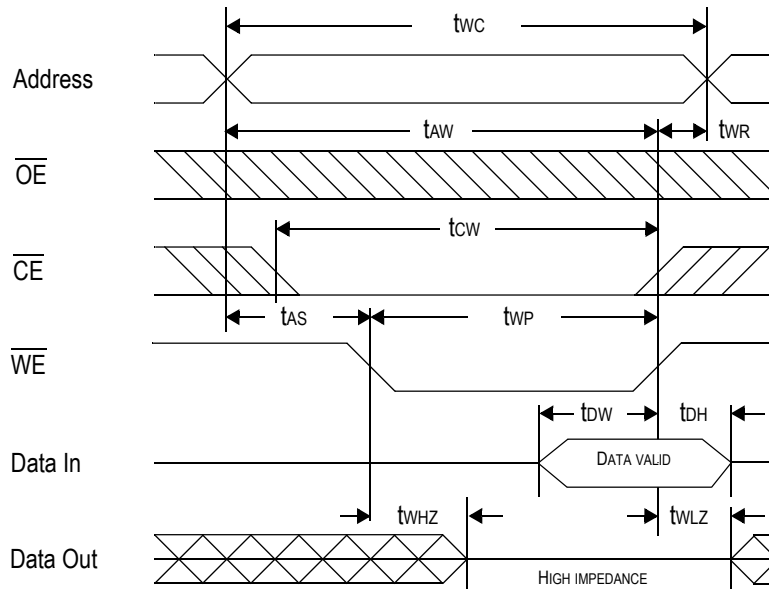 tWC
Address
tAW tWR
OE
tCW
CE
tAS tWP
WE
tDW tDH
Data In DATA VALID
tWHZ tWLZ
Data Out HIGH IMPEDANCE